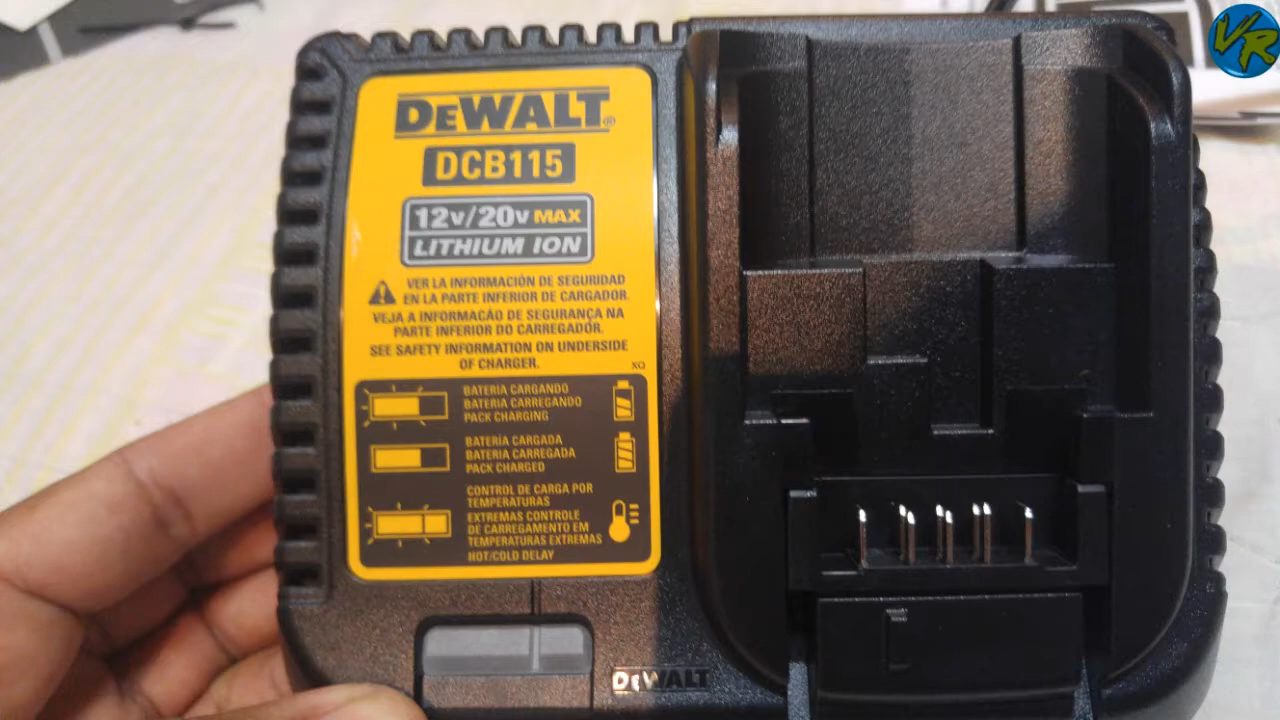 DEWALT®
DCB115
12V/20V MAX
LITHIUM ION
VER LA INFORMACIÓN DE SEGURIDAD
EN LA PARTE INFERIOR DE CARGADOR.
VEJA A INFORMACÃO DE SEGURANÇA NA
PARTE INFERIOR DO CARREGADOR.
SEE SAFETY INFORMATION ON UNDERSIDE
OF CHARGER.
XQ
BATERIA CARGANDO
BATERIA CARREGANDO
PACK CHARGING
BATERÍA CARGADA
BATERIA CARREGADA
PACK CHARGED
CONTROL DE CARGA POR
TEMPERATURAS
EXTREMAS CONTROLE
DE CARREGAMENTO EM
TEMPERATURAS EXTREMAS
HOT/COLD DELAY
DEWALT
VR